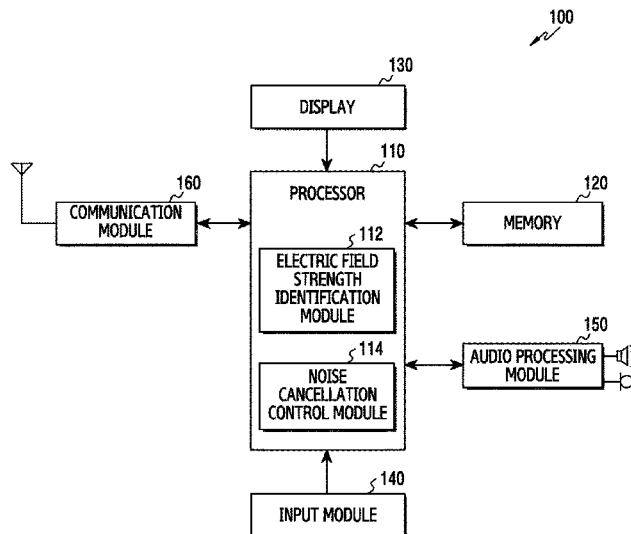 100
130
DISPLAY
110
PROCESSOR
160
COMMUNICATION
MODULE
120
MEMORY
112
ELECTRIC FIELD
STRENGTH
IDENTIFICATION
MODULE
150
AUDIO PROCESSING
MODULE
114
NOISE
CANCELLATION
CONTROL MODULE
140
INPUT MODULE